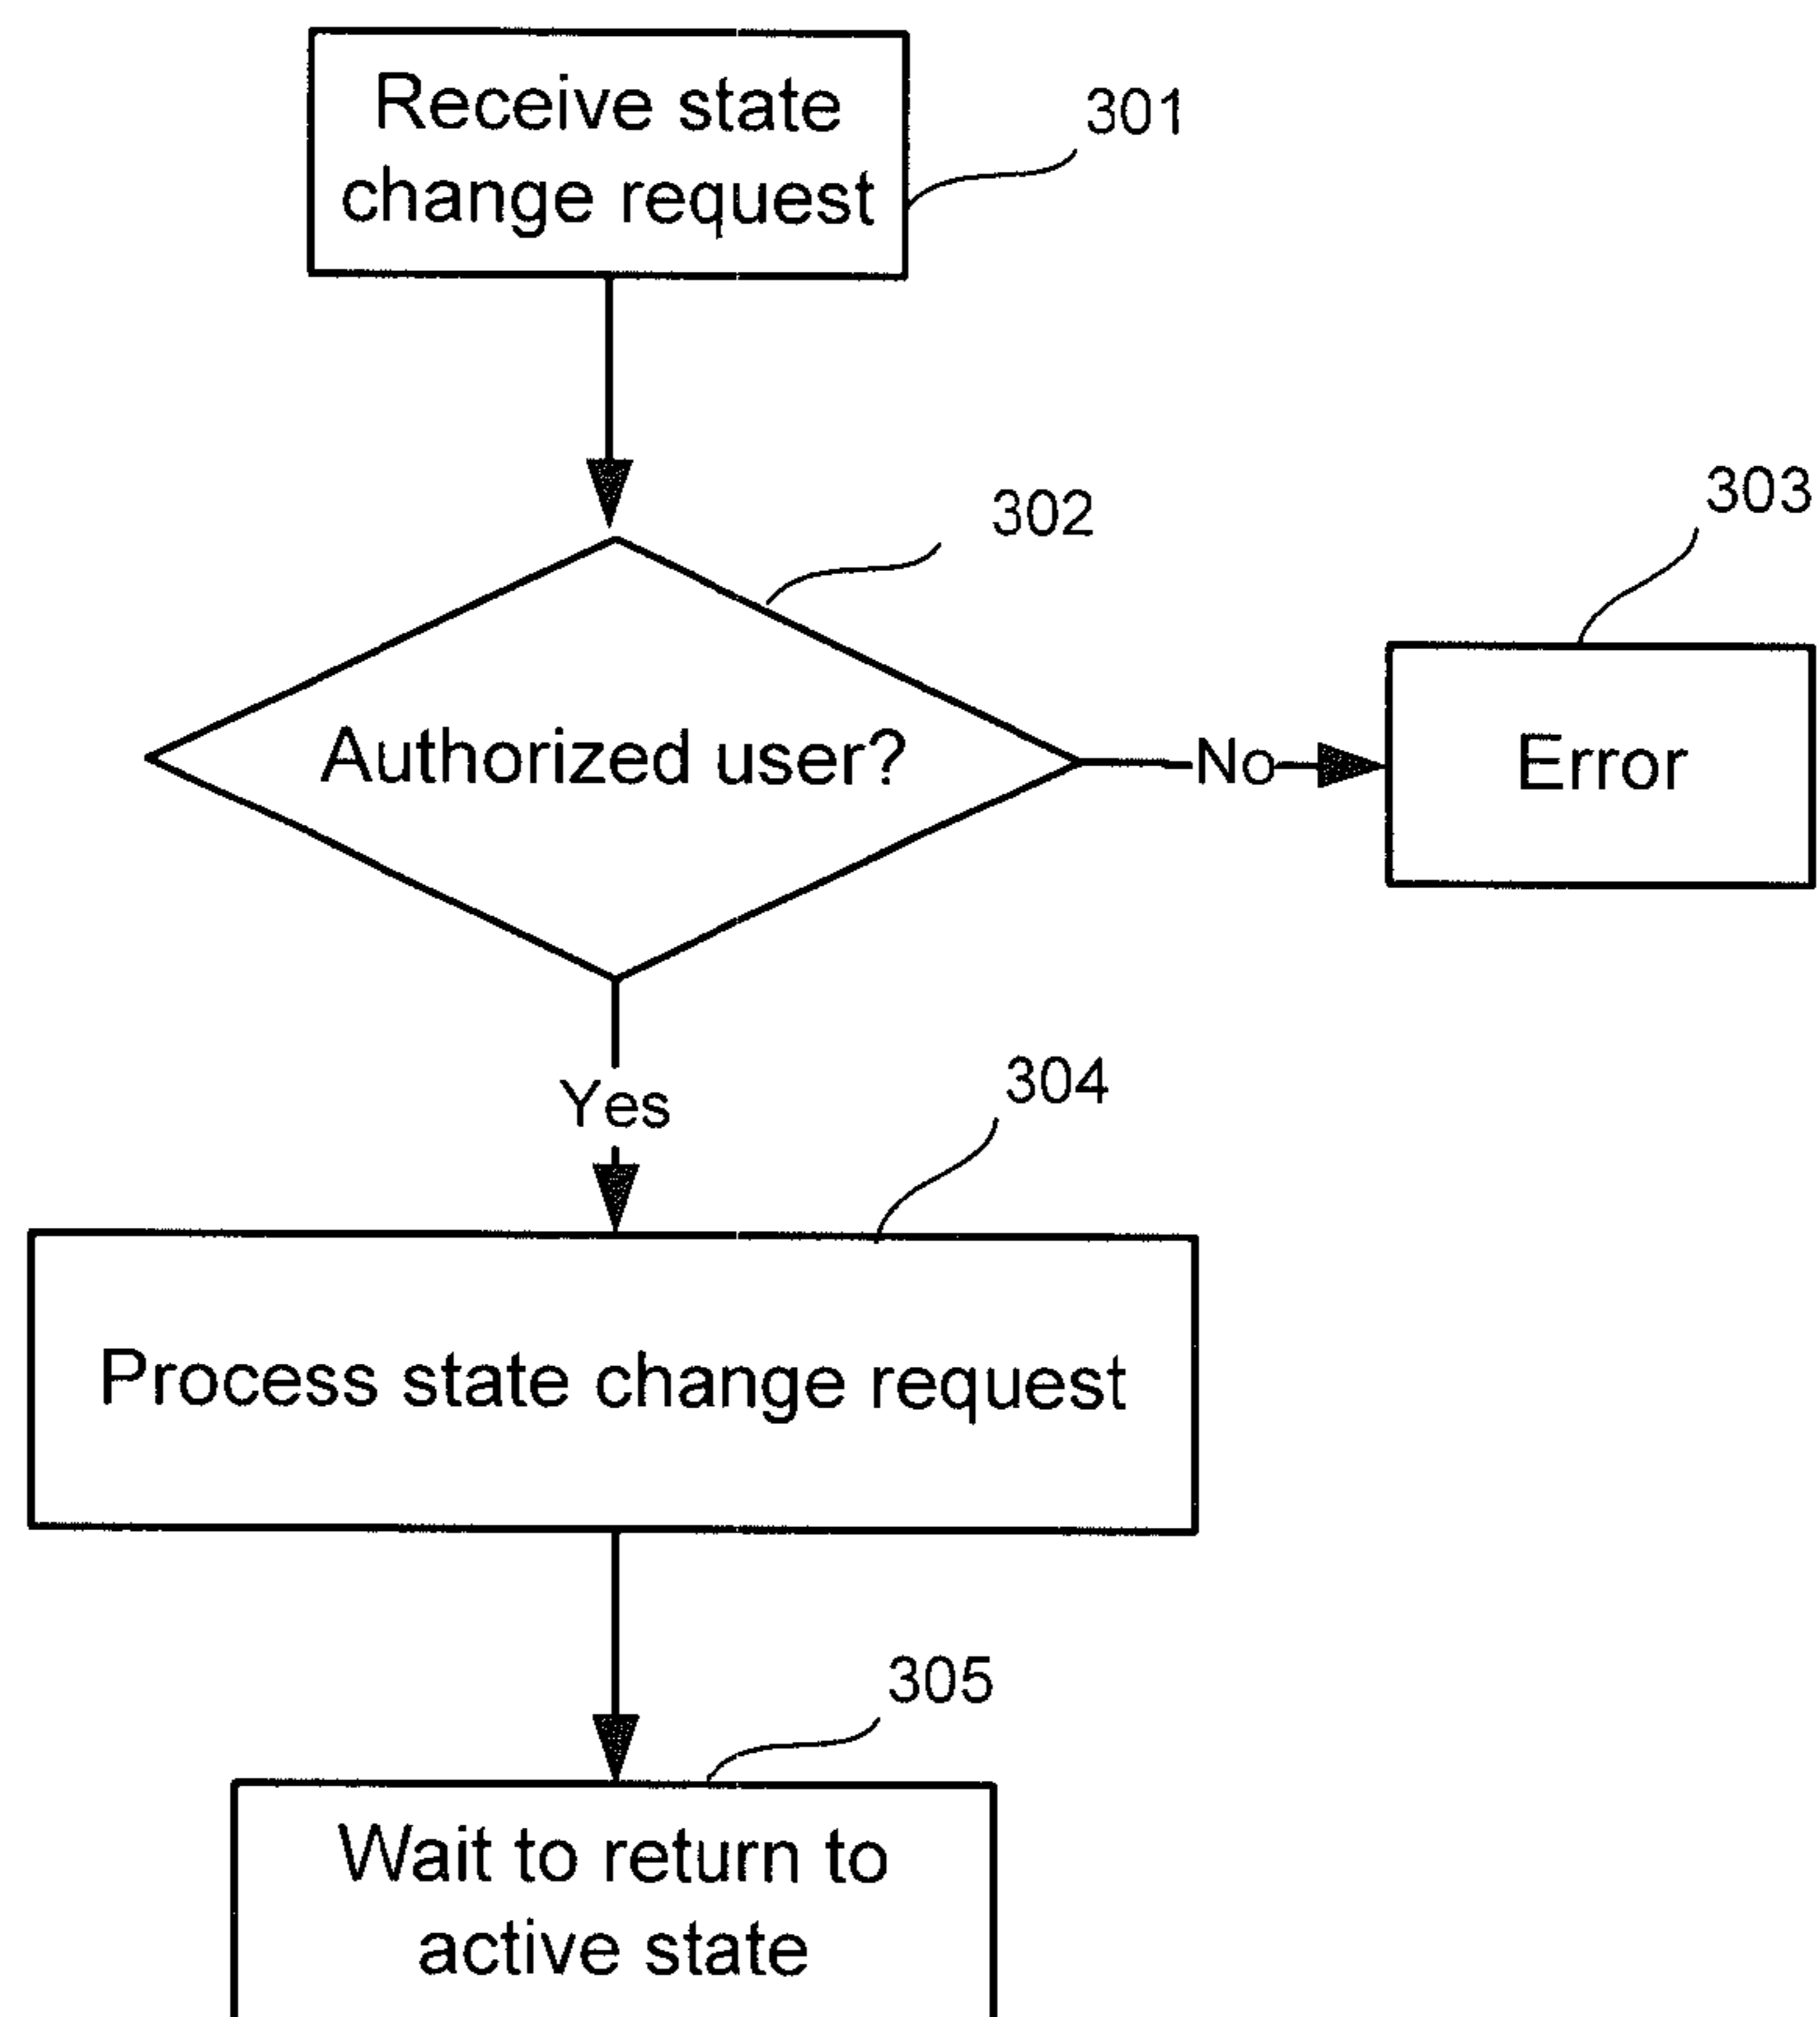 Receive state
change request
301
302
303
Authorized user?
No
Error
Yes
304
Process state change request
305
Wait to return to
active state